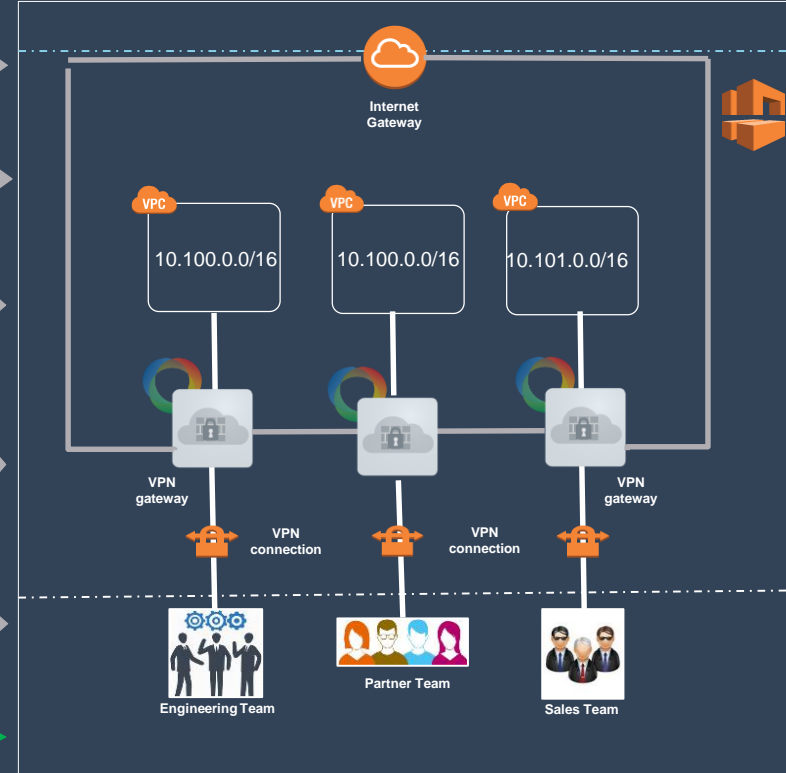 Internet
Gateway
VPC
VPC
VPC
10.100.0.0/16
10.100.0.0/16
10.101.0.0/16
VPN
gateway
VPN
gateway
VPN
connection
VPN
connection
Engineering Team
Partner Team
Sales Team